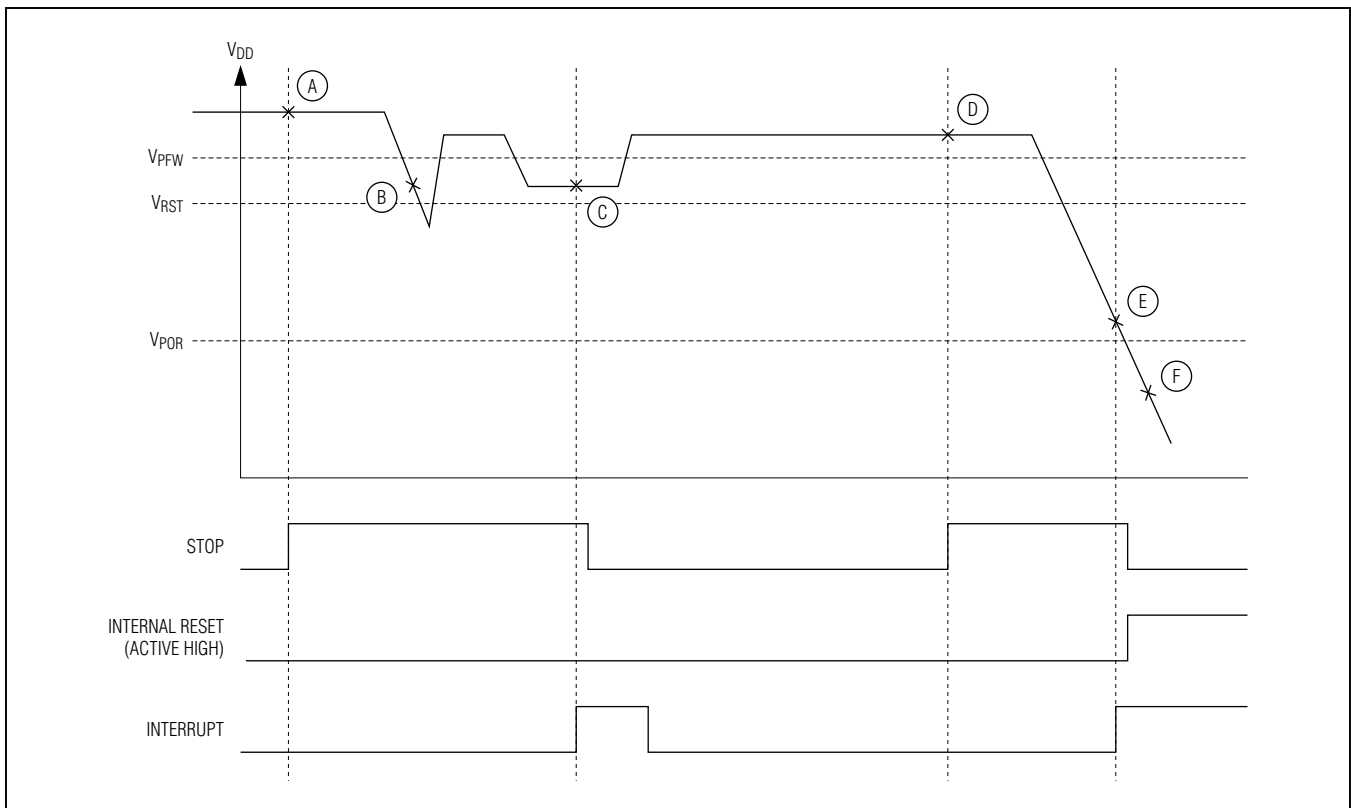 VDD
A
D
VPFW
B
VRST
C
E
VPOR
F
STOP
INTERNAL RESET
(ACTIVE HIGH)
INTERRUPT